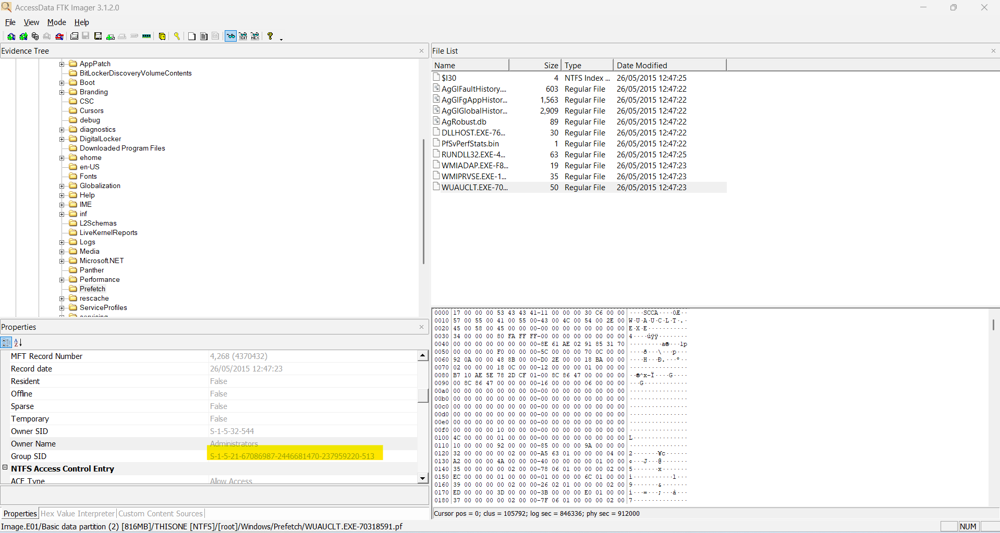 AccessData FTK Imager 3.1.2.0
File View Mode Help
Evidence Tree
AppPatch
BitLockerDiscoveryVolumeContents
Boot
Branding
CSC
Cursors
debug
diagnostics
DigitalLocker
Downloaded Program Files
ehome
en-US
Fonts
Globalization
Help
IME
inf
L2Schemas
LiveKernelReports
Logs
Media
Microsoft.NET
Panther
Performance
Prefetch
rescache
ServiceProfiles
servicing
File List
Name Size Type Date Modified
$I30 4 NTFS Index ... 26/05/2015 12:47:25
AgGlFaultHistory.... 603 Regular File 26/05/2015 12:47:22
AgGlFgAppHistor... 1,563 Regular File 26/05/2015 12:47:22
AgGlGlobalHistor... 2,909 Regular File 26/05/2015 12:47:22
AgRobust.db 89 Regular File 26/05/2015 12:47:22
DLLHOST.EXE-76... 30 Regular File 26/05/2015 12:47:22
PfSvPerfStats.bin 1 Regular File 26/05/2015 12:47:22
RUNDLL32.EXE-4... 63 Regular File 26/05/2015 12:47:25
WMIADAP.EXE-F8... 19 Regular File 26/05/2015 12:47:23
WMIPRVSE.EXE-1... 35 Regular File 26/05/2015 12:47:23
WUAUCLT.EXE-70... 50 Regular File 26/05/2015 12:47:23
Properties
MFT Record Number 4,268 (4370432)
Record date 26/05/2015 12:47:23
Resident False
Offline False
Sparse False
Temporary False
Owner SID S-1-5-32-544
Owner Name Administrators
Group SID S-1-5-21-67086987-2446681470-237959220-513
NTFS Access Control Entry
ACE Type Allow Access
Properties Hex Value Interpreter Custom Content Sources
0000 17 00 00 00 53 43 43 41-11 00 00 00 30 C6 00 00 ····SCCA····0Æ··
0010 57 00 55 00 41 00 55 00-43 00 4C 00 54 00 2E 00 W·U·A·U·C·L·T·.·
0020 45 00 58 00 45 00 00 00-00 00 00 00 00 00 00 00 E·X·E···········
0030 34 00 00 00 80 FA FF FF-00 00 00 00 00 00 00 00 4····úÿÿ········
0040 00 00 00 00 00 00 00 00-8E 61 AE 02 91 85 31 70 ·········a®···1p
0050 00 00 00 00 F0 00 00 00-5C 00 00 00 70 0C 00 00 ····ð···\···p···
0060 92 0A 00 00 48 8B 00 00-D0 2E 00 00 18 BA 00 00 ····H···Ð.···º··
0070 02 00 00 00 18 0C 00 00-12 00 00 00 01 00 00 00 ················
0080 B7 10 AE 5E 78 2D CF 01-00 8C 86 47 00 00 00 00 ··®^x-Ï····G····
0090 00 8C 86 47 00 00 00 00-16 00 00 00 06 00 00 00 ···G············
00a0 00 00 00 00 00 00 00 00-00 00 00 00 00 00 00 00 ················
00b0 00 00 00 00 00 00 00 00-00 00 00 00 00 00 00 00 ················
00c0 00 00 00 00 00 00 00 00-00 00 00 00 00 00 00 00 ················
00d0 00 00 00 00 00 00 00 00-00 00 00 00 00 00 00 00 ················
00e0 00 00 00 00 00 00 00 00-00 00 00 00 00 00 00 00 ················
00f0 00 00 00 00 10 00 00 00-00 00 00 00 00 00 00 00 ················
0100 4C 00 00 00 01 00 00 00-00 00 00 00 00 00 00 00 L···············
0110 10 00 00 00 92 00 00 00-85 00 00 00 9A 00 00 00 ················
0120 32 00 00 00 00 02 00 00-A5 63 01 00 00 00 04 00 2·······¥c······
0130 A2 00 00 00 4A 00 00 00-40 00 00 00 00 01 00 00 ¢···J···@·······
0140 35 00 00 00 00 02 00 00-78 06 01 00 00 00 02 00 5·······x·······
0150 EC 00 00 00 01 00 00 00-01 00 00 00 6C 01 00 00 ì···········l···
0160 39 00 00 00 00 02 00 00-26 02 01 00 00 00 02 00 9·······&·······
0170 ED 00 00 00 3D 00 00 00-3B 00 00 00 E0 01 00 00 í···=···;···à···
0180 37 00 00 00 00 02 00 00-7F 06 01 00 00 00 02 00 7···············
Cursor pos = 0; clus = 105792; log sec = 846336; phy sec = 912000
Image.E01/Basic data partition (2) [816MB]/THISONE [NTFS]/[root]/Windows/Prefetch/WUAUCLT.EXE-70318591.pf
NUM